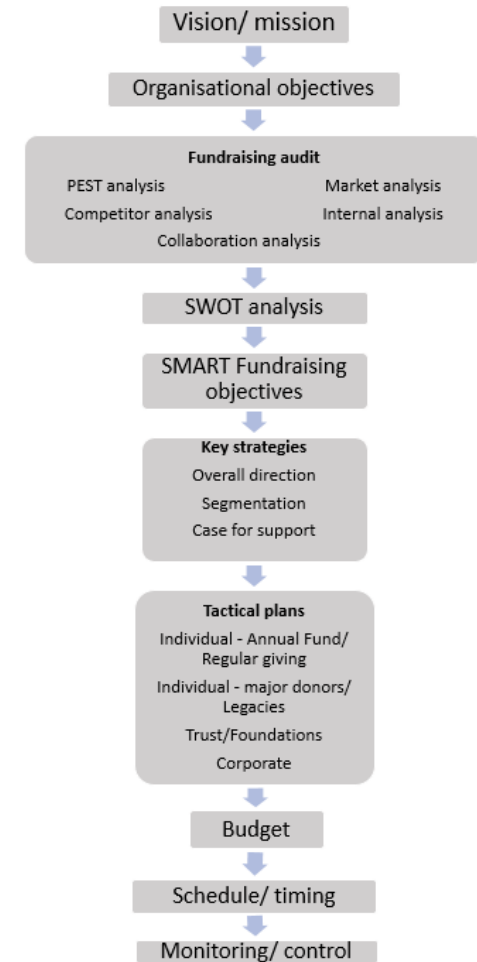 Vision/ mission
Organisational objectives
Fundraising audit
PEST analysis Market analysis
Competitor analysis Internal analysis
Collaboration analysis
SWOT analysis
SMART Fundraising
objectives
Key strategies
Overall direction
Segmentation
Case for support
Tactical plans
Individual - Annual Fund/
Regular giving
Individual - major donors/
Legacies
Trust/Foundations
Corporate
Budget
Schedule/ timing
Monitoring/ control